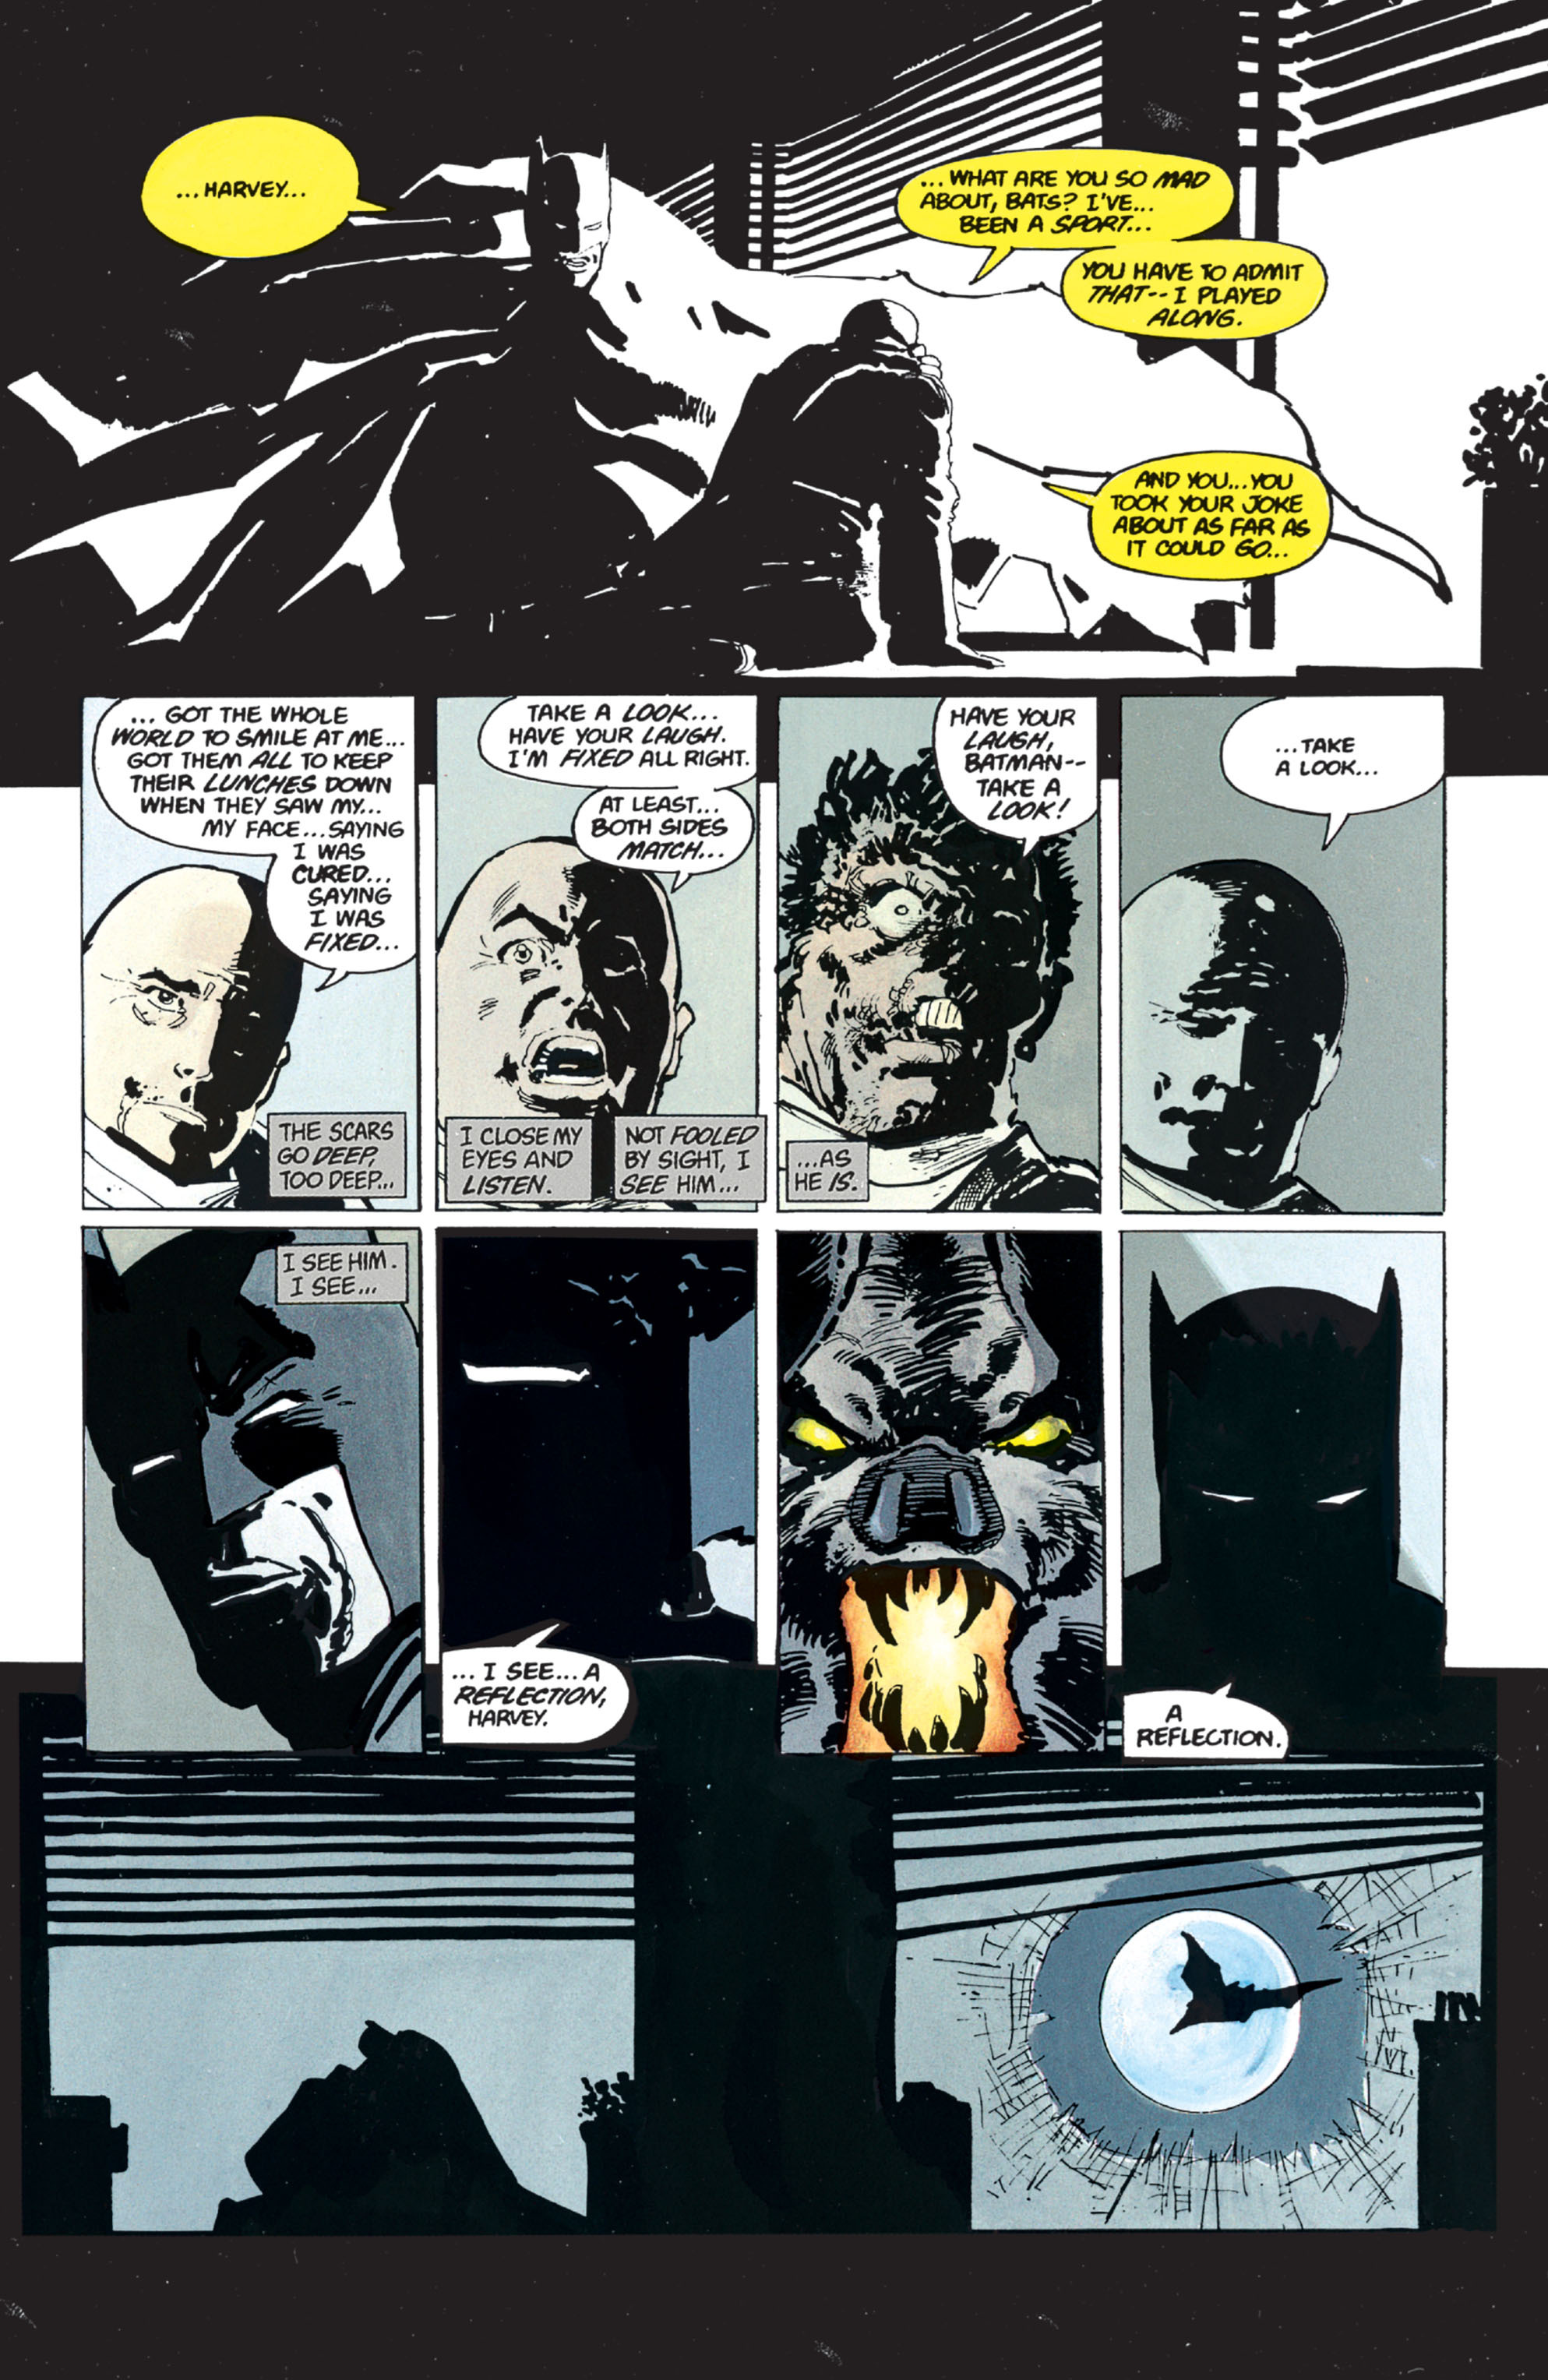 ...HARVEY...
...WHAT ARE YOU SO MAD
ABOUT, BATS? I'VE...
BEEN A SPORT...
YOU HAVE TO ADMIT
THAT--I PLAYED
ALONG.
AND YOU...YOU
TOOK YOUR JOKE
ABOUT AS FAR AS
IT COULD GO...
... GOT THE WHOLE
WORLD TO SMILE AT ME...
GOT THEM ALL TO KEEP
THEIR LUNCHES DOWN
WHEN THEY SAW MY...
MY FACE...SAYING
I WAS
CURED...
SAYING
I WAS
FIXED...
THE SCARS
GO DEEP,
TOO DEEP...
TAKE A LOOK...
HAVE YOUR LAUGH.
I'M FIXED ALL RIGHT.
AT LEAST...
BOTH SIDES
MATCH...
I CLOSE MY
EYES AND
LISTEN.
NOT FOOLED
BY SIGHT, I
SEE HIM...
HAVE YOUR
LAUGH,
BATMAN--
TAKE A
LOOK!
...AS
HE IS.
...TAKE
A LOOK...
I SEE HIM.
I SEE...
... I SEE... A
REFLECTION,
HARVEY.
A
REFLECTION.